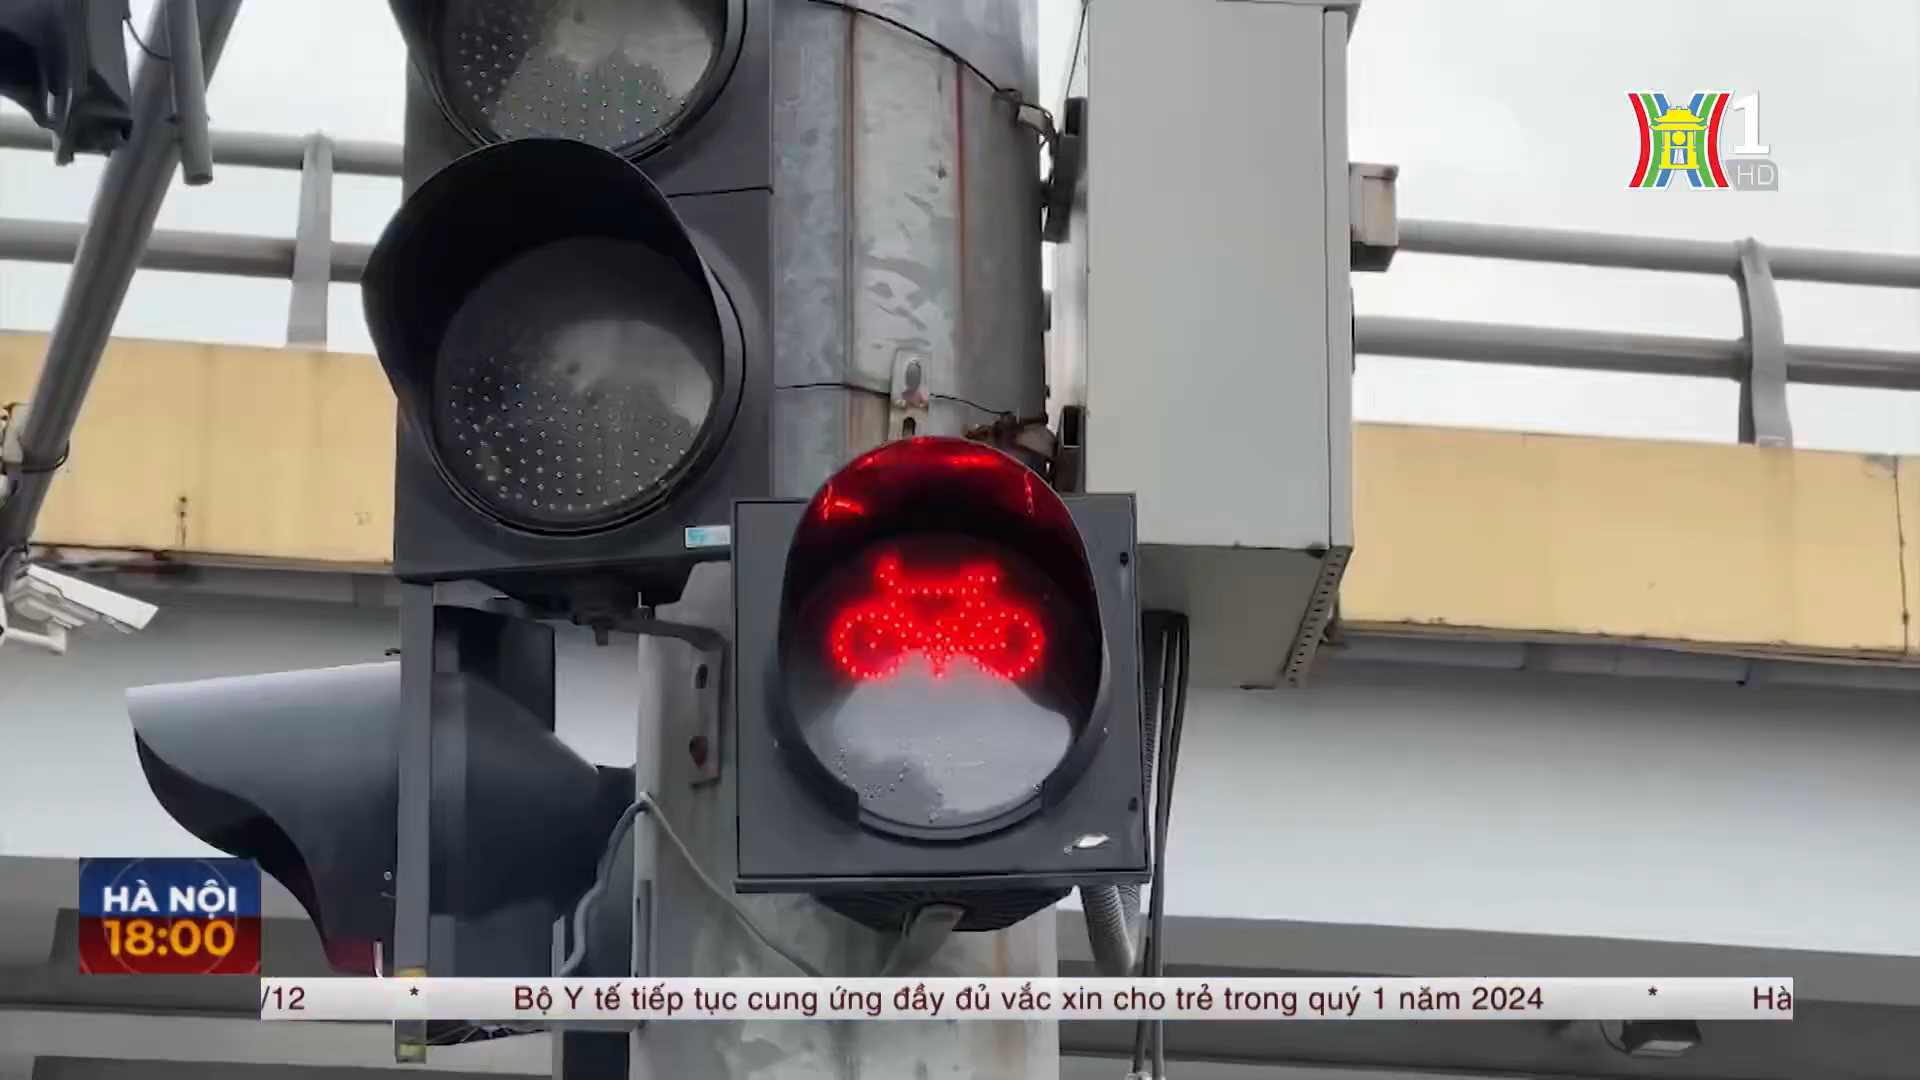 1
HD
HÀ NỘI
18:00
/12 * Bộ Y tế tiếp tục cung ứng đầy đủ vắc xin cho trẻ trong quý 1 năm 2024 * Hà